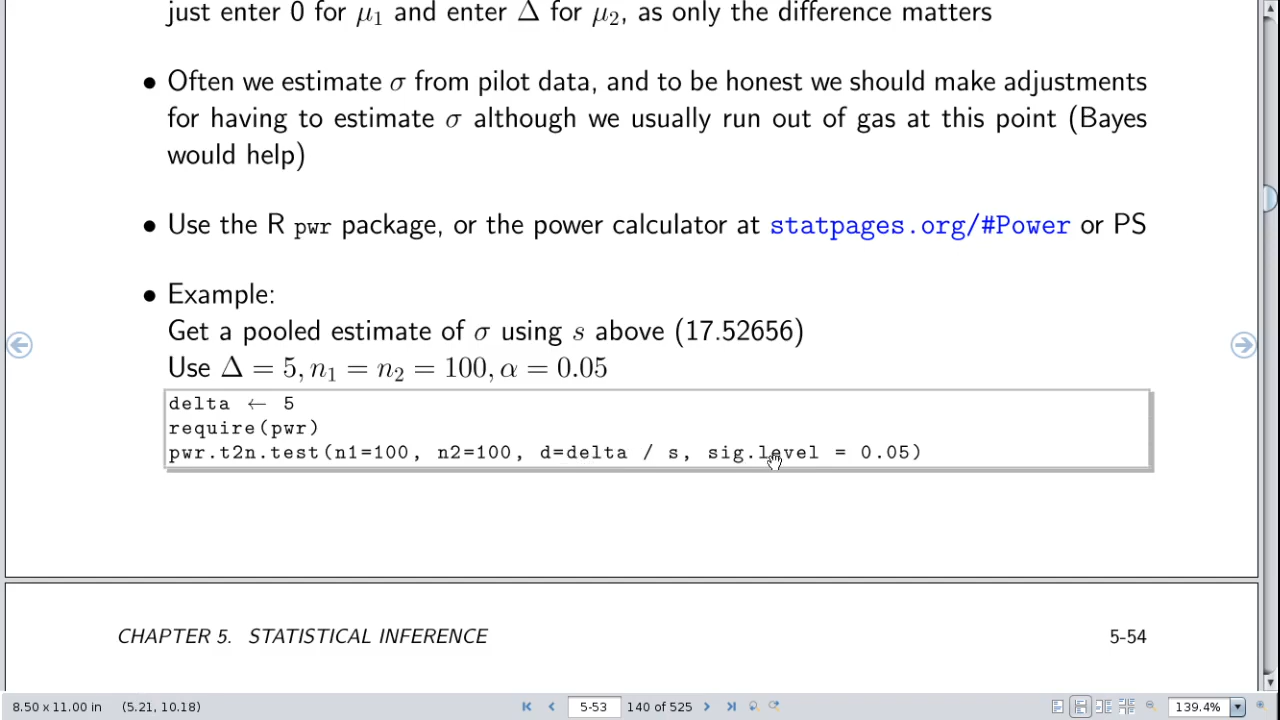 just enter 0 for μ1 and enter Δ for μ2, as only the difference matters
• Often we estimate σ from pilot data, and to be honest we should make adjustments
for having to estimate σ although we usually run out of gas at this point (Bayes
would help)
• Use the R pwr package, or the power calculator at statpages.org/#Power or PS
• Example:
Get a pooled estimate of σ using s above (17.52656)
Use Δ = 5, n1 = n2 = 100, α = 0.05
delta ← 5
require(pwr)
pwr.t2n.test(n1=100, n2=100, d=delta / s, sig.level = 0.05)
CHAPTER 5. STATISTICAL INFERENCE 5-54
8.50 x 11.00 in (5.21, 10.18) 5-53 140 of 525 139.4%